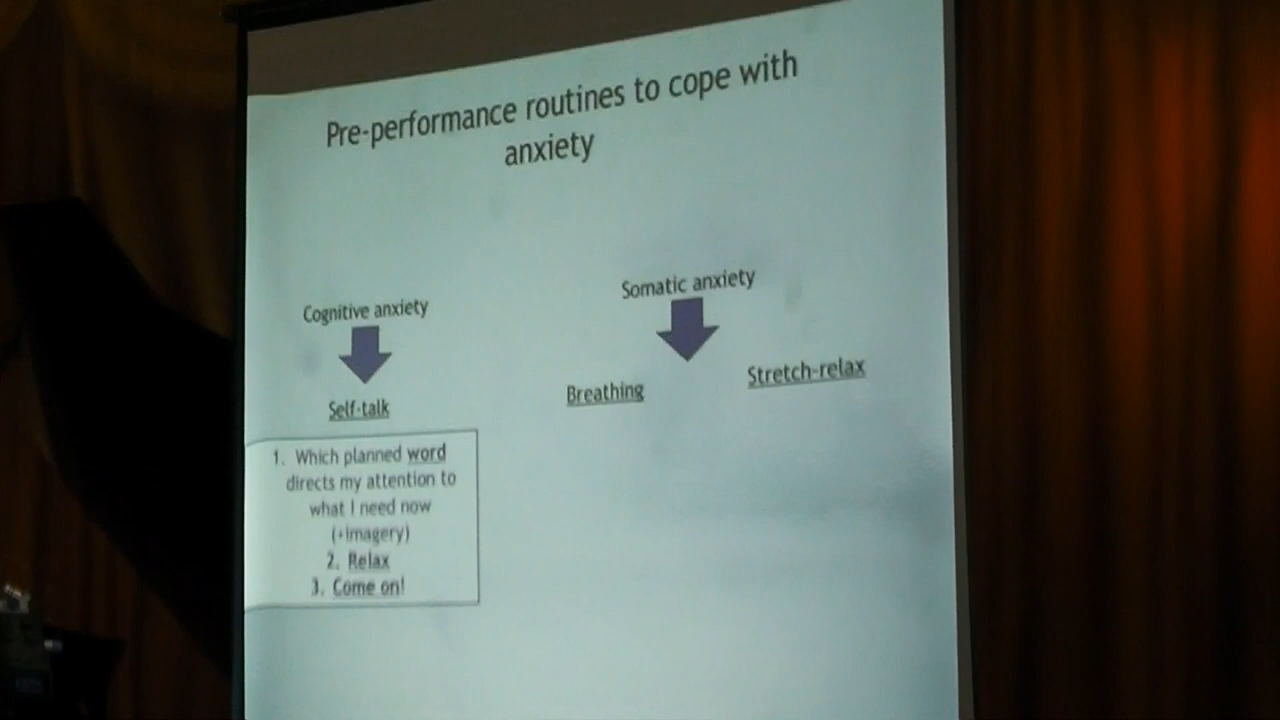 Pre-performance routines to cope with
anxiety
Cognitive anxiety
Somatic anxiety
Self-talk
Breathing
Stretch-relax
1. Which planned word
directs my attention to
what I need now
(+imagery)
2. Relax
3. Come on!